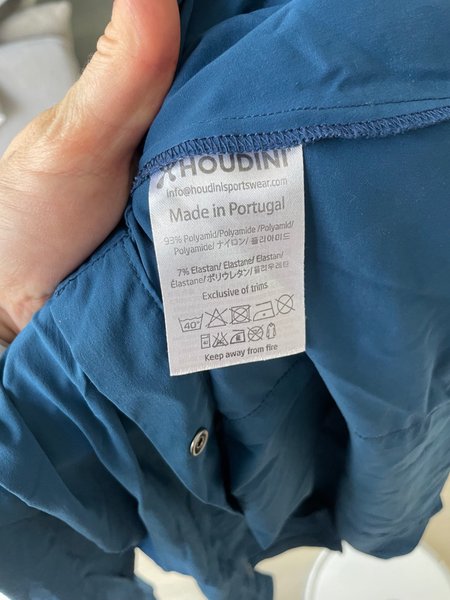 HOUDINI
info@houdinisportswear.com
Made in Portugal
93% Polyamid/Polyamide/Polyamid/
Polyamide/ナイロン/폴리아미드
7% Elastan/Elastane/Elastan/
Élastane/ポリウレタン/폴리우레탄
Exclusive of trims
40°
Keep away from fire